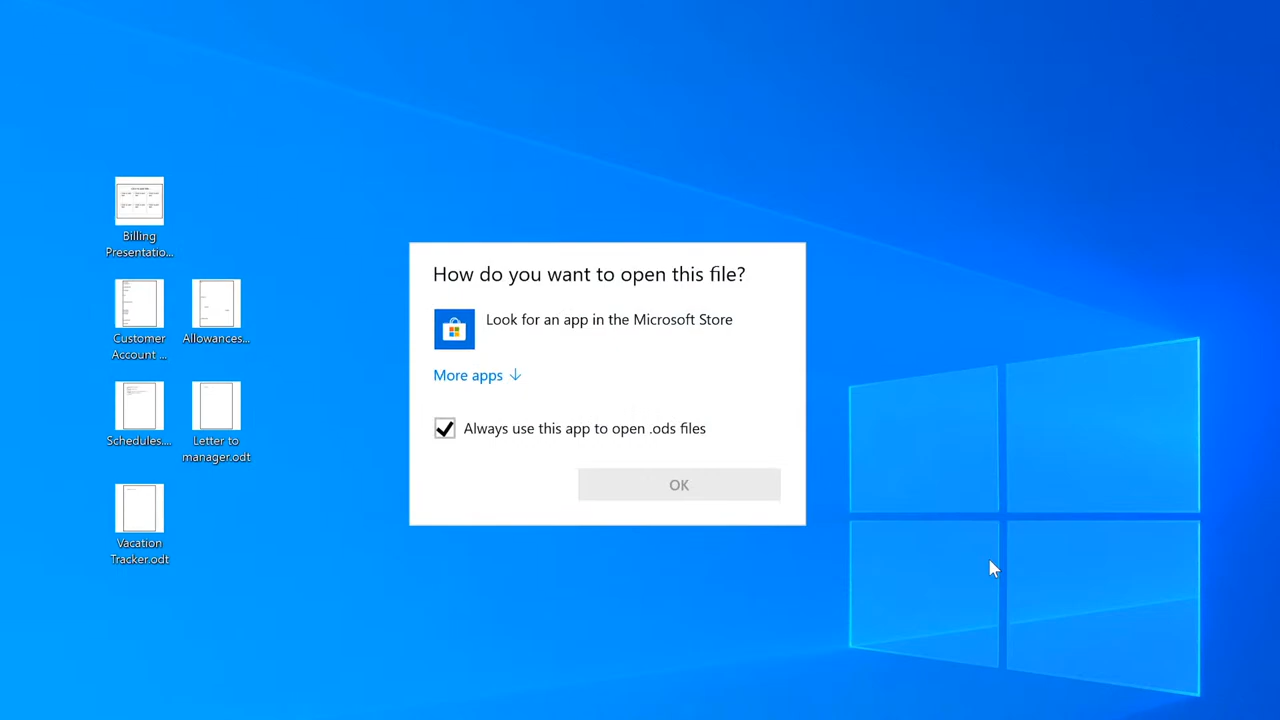 Billing
Presentatio...
Customer
Account ...
Allowances...
Schedules....
Letter to
manager.odt
Vacation
Tracker.odt
How do you want to open this file?
Look for an app in the Microsoft Store
More apps ↓
Always use this app to open .ods files
OK